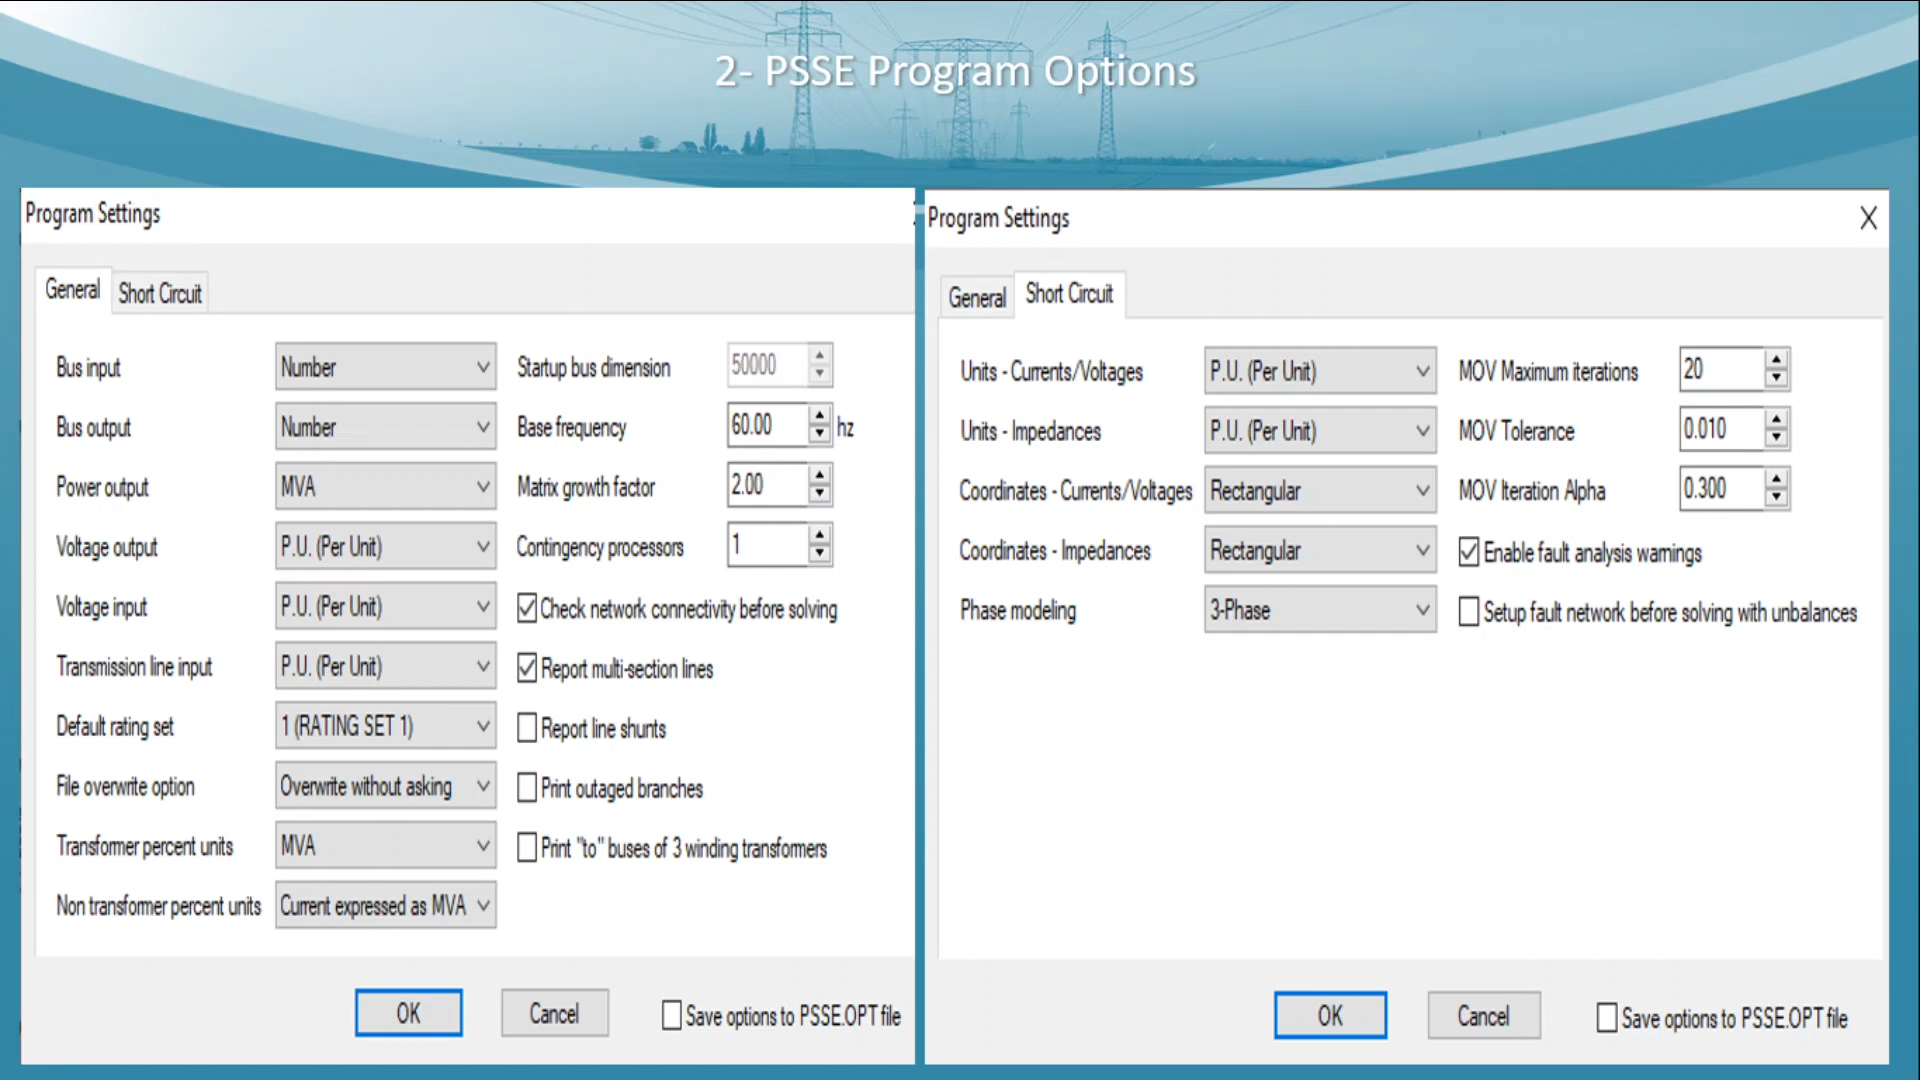 2- PSSE Program Options
Program Settings
General
Short Circuit
Bus input
Number
Startup bus dimension
50000
Bus output
Number
Base frequency
60.00
hz
Power output
MVA
Matrix growth factor
2.00
Voltage output
P.U. (Per Unit)
Contingency processors
1
Voltage input
P.U. (Per Unit)
Check network connectivity before solving
Transmission line input
P.U. (Per Unit)
Report multi-section lines
Default rating set
1 (RATING SET 1)
Report line shunts
File overwrite option
Overwrite without asking
Print outaged branches
Transformer percent units
MVA
Print "to" buses of 3 winding transformers
Non transformer percent units
Current expressed as MVA
OK
Cancel
Save options to PSSE.OPT file
Program Settings
X
General
Short Circuit
Units - Currents/Voltages
P.U. (Per Unit)
MOV Maximum iterations
20
Units - Impedances
P.U. (Per Unit)
MOV Tolerance
0.010
Coordinates - Currents/Voltages
Rectangular
MOV Iteration Alpha
0.300
Coordinates - Impedances
Rectangular
Enable fault analysis warnings
Phase modeling
3-Phase
Setup fault network before solving with unbalances
OK
Cancel
Save options to PSSE.OPT file